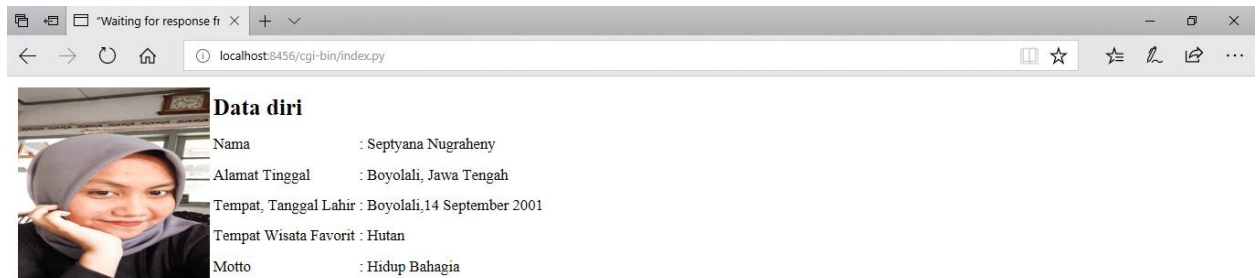 "Waiting for response fr
localhost:8456/cgi-bin/index.py
Data diri
Nama : Septyana Nugraheny
Alamat Tinggal : Boyolali, Jawa Tengah
Tempat, Tanggal Lahir : Boyolali,14 September 2001
Tempat Wisata Favorit : Hutan
Motto : Hidup Bahagia